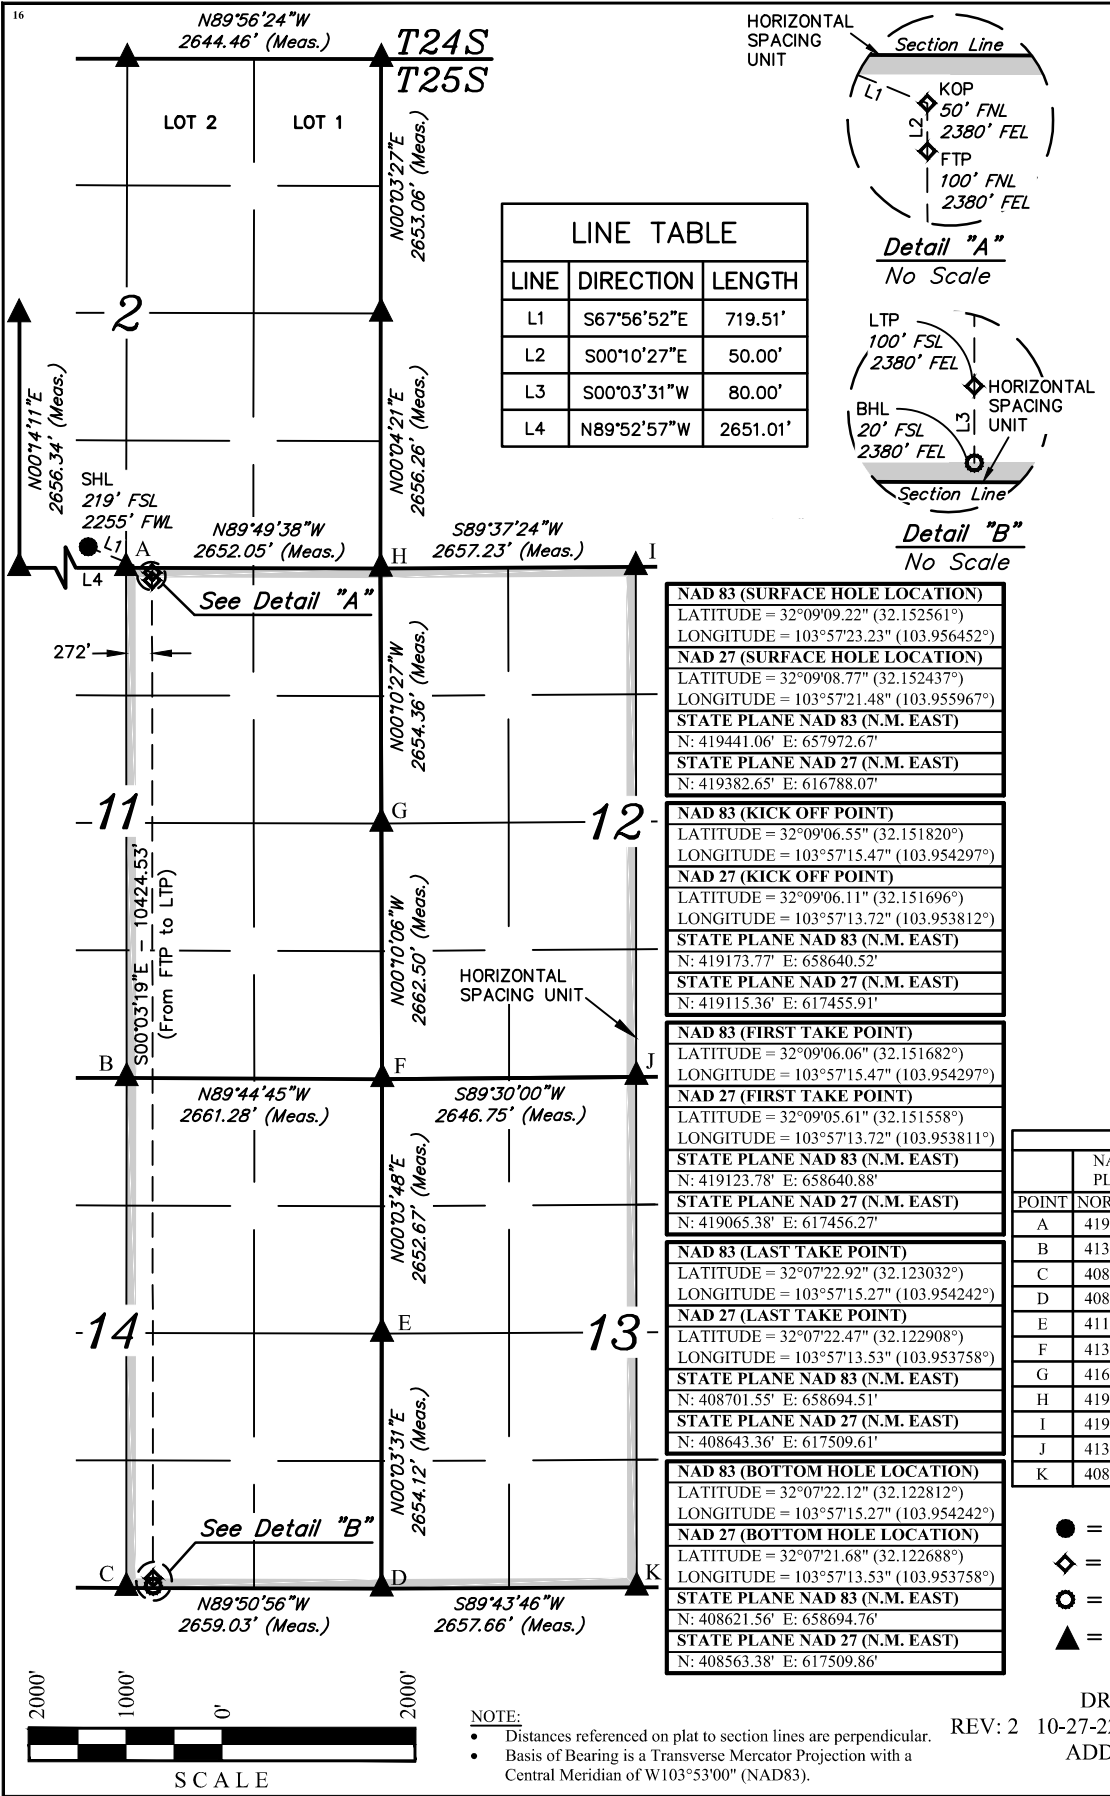 16
N89°56'24"W
2644.46' (Meas.)
T24S
T25S
LOT 2
LOT 1
N00°03'27"E
2653.06' (Meas.)
2
N00°14'11"E
2656.34' (Meas.)
N00°04'21"E
2656.26' (Meas.)
SHL
219' FSL
2255' FWL
L1
A
L4
N89°49'38"W
2652.05' (Meas.)
H
S89°37'24"W
2657.23' (Meas.)
I
See Detail "A"
272'
N00°10'27"W
2654.36' (Meas.)
11
G
12
S00°03'19"E - 10424.53'
(From FTP to LTP)
N00°10'06"W
2662.50' (Meas.)
HORIZONTAL
SPACING UNIT
B
F
J
N89°44'45"W
2661.28' (Meas.)
S89°30'00"W
2646.75' (Meas.)
N00°03'48"E
2652.67' (Meas.)
14
E
13
N00°03'31"E
2654.12' (Meas.)
See Detail "B"
C
D
K
N89°50'56"W
2659.03' (Meas.)
S89°43'46"W
2657.66' (Meas.)
LINE TABLE
LINE DIRECTION LENGTH
L1 S67°56'52"E 719.51'
L2 S00°10'27"E 50.00'
L3 S00°03'31"W 80.00'
L4 N89°52'57"W 2651.01'
HORIZONTAL
SPACING
UNIT
Section Line
L1
KOP
50' FNL
2380' FEL
L2
FTP
100' FNL
2380' FEL
Detail "A"
No Scale
LTP
100' FSL
2380' FEL
HORIZONTAL
SPACING
UNIT
BHL
20' FSL
2380' FEL
L3
Section Line
Detail "B"
No Scale
NAD 83 (SURFACE HOLE LOCATION)
LATITUDE = 32°09'09.22" (32.152561°)
LONGITUDE = 103°57'23.23" (103.956452°)
NAD 27 (SURFACE HOLE LOCATION)
LATITUDE = 32°09'08.77" (32.152437°)
LONGITUDE = 103°57'21.48" (103.955967°)
STATE PLANE NAD 83 (N.M. EAST)
N: 419441.06' E: 657972.67'
STATE PLANE NAD 27 (N.M. EAST)
N: 419382.65' E: 616788.07'
NAD 83 (KICK OFF POINT)
LATITUDE = 32°09'06.55" (32.151820°)
LONGITUDE = 103°57'15.47" (103.954297°)
NAD 27 (KICK OFF POINT)
LATITUDE = 32°09'06.11" (32.151696°)
LONGITUDE = 103°57'13.72" (103.953812°)
STATE PLANE NAD 83 (N.M. EAST)
N: 419173.77' E: 658640.52'
STATE PLANE NAD 27 (N.M. EAST)
N: 419115.36' E: 617455.91'
NAD 83 (FIRST TAKE POINT)
LATITUDE = 32°09'06.06" (32.151682°)
LONGITUDE = 103°57'15.47" (103.954297°)
NAD 27 (FIRST TAKE POINT)
LATITUDE = 32°09'05.61" (32.151558°)
LONGITUDE = 103°57'13.72" (103.953811°)
STATE PLANE NAD 83 (N.M. EAST)
N: 419123.78' E: 658640.88'
STATE PLANE NAD 27 (N.M. EAST)
N: 419065.38' E: 617456.27'
NAD 83 (LAST TAKE POINT)
LATITUDE = 32°07'22.92" (32.123032°)
LONGITUDE = 103°57'15.27" (103.954242°)
NAD 27 (LAST TAKE POINT)
LATITUDE = 32°07'22.47" (32.122908°)
LONGITUDE = 103°57'13.53" (103.953758°)
STATE PLANE NAD 83 (N.M. EAST)
N: 408701.55' E: 658694.51'
STATE PLANE NAD 27 (N.M. EAST)
N: 408643.36' E: 617509.61'
NAD 83 (BOTTOM HOLE LOCATION)
LATITUDE = 32°07'22.12" (32.122812°)
LONGITUDE = 103°57'15.27" (103.954242°)
NAD 27 (BOTTOM HOLE LOCATION)
LATITUDE = 32°07'21.68" (32.122688°)
LONGITUDE = 103°57'13.53" (103.953758°)
STATE PLANE NAD 83 (N.M. EAST)
N: 408621.56' E: 658694.76'
STATE PLANE NAD 27 (N.M. EAST)
N: 408563.38' E: 617509.86'
NA
PL
POINT NOR
A 419
B 413
C 408
D 408
E 411
F 413
G 416
H 419
I 419
J 413
K 408
=
=
=
=
2000'
1000'
0'
2000'
SCALE
NOTE:
• Distances referenced on plat to section lines are perpendicular.
• Basis of Bearing is a Transverse Mercator Projection with a
Central Meridian of W103°53'00" (NAD83).
DR
REV: 2 10-27-22
ADD